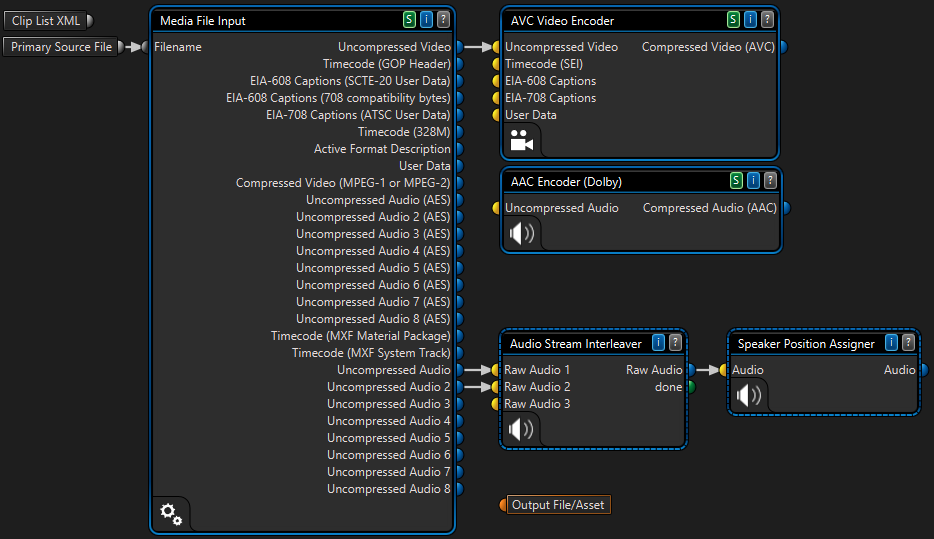 Clip List XML
Primary Source File
Media File Input
S i ?
Filename
Uncompressed Video
Timecode (GOP Header)
EIA-608 Captions (SCTE-20 User Data)
EIA-608 Captions (708 compatibility bytes)
EIA-708 Captions (ATSC User Data)
Timecode (328M)
Active Format Description
User Data
Compressed Video (MPEG-1 or MPEG-2)
Uncompressed Audio (AES)
Uncompressed Audio 2 (AES)
Uncompressed Audio 3 (AES)
Uncompressed Audio 4 (AES)
Uncompressed Audio 5 (AES)
Uncompressed Audio 6 (AES)
Uncompressed Audio 7 (AES)
Uncompressed Audio 8 (AES)
Timecode (MXF Material Package)
Timecode (MXF System Track)
Uncompressed Audio
Uncompressed Audio 2
Uncompressed Audio 3
Uncompressed Audio 4
Uncompressed Audio 5
Uncompressed Audio 6
Uncompressed Audio 7
Uncompressed Audio 8
AVC Video Encoder
S i ?
Uncompressed Video
Compressed Video (AVC)
Timecode (SEI)
EIA-608 Captions
EIA-708 Captions
User Data
AAC Encoder (Dolby)
S i ?
Uncompressed Audio
Compressed Audio (AAC)
Audio Stream Interleaver
i ?
Raw Audio 1
Raw Audio
Raw Audio 2
done
Raw Audio 3
Speaker Position Assigner
i ?
Audio
Audio
Output File/Asset